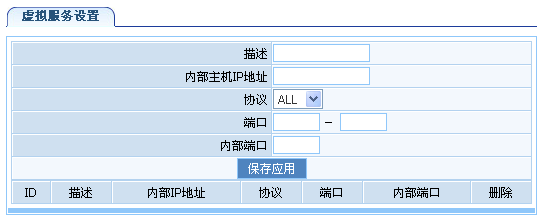 虚拟服务设置
描述
内部主机IP地址
协议 ALL
端口 –
内部端口
保存应用
ID 描述 内部IP地址 协议 端口 内部端口 删除